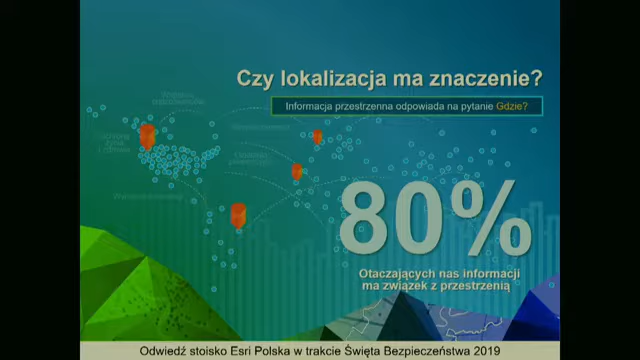 Czy lokalizacja ma znaczenie?
Informacja przestrzenna odpowiada na pytanie Gdzie?
80%
Otaczających nas informacji
ma związek z przestrzenią
Odwiedź stoisko Esri Polska w trakcie Święta Bezpieczeństwa 2019